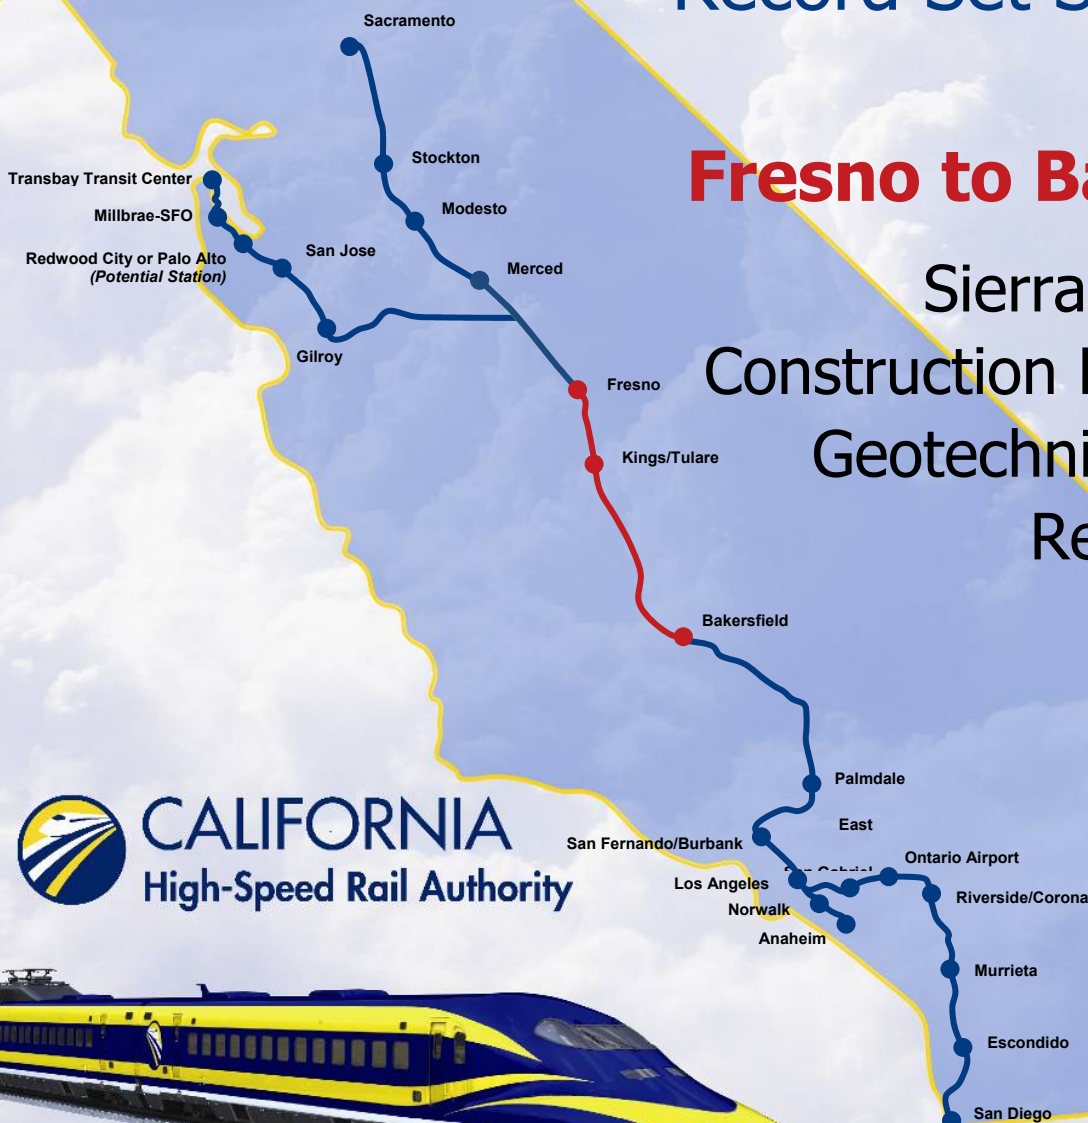 Record Set
Sacramento
Fresno to
Stockton
Transbay Transit Center
Modesto
Millbrae-SFO
San Jose
Redwood City or Palo Alto
(Potential Station)
Merced
Sierra
Gilroy
Construction
Fresno
Geotechni
Kings/Tulare
Re
Bakersfield
Palmdale
East
San Fernando/Burbank
San Gabriel
Ontario Airport
Los Angeles
Riverside/Corona
Norwalk
Anaheim
CALIFORNIA
High-Speed Rail Authority
Murrieta
Escondido
San Diego